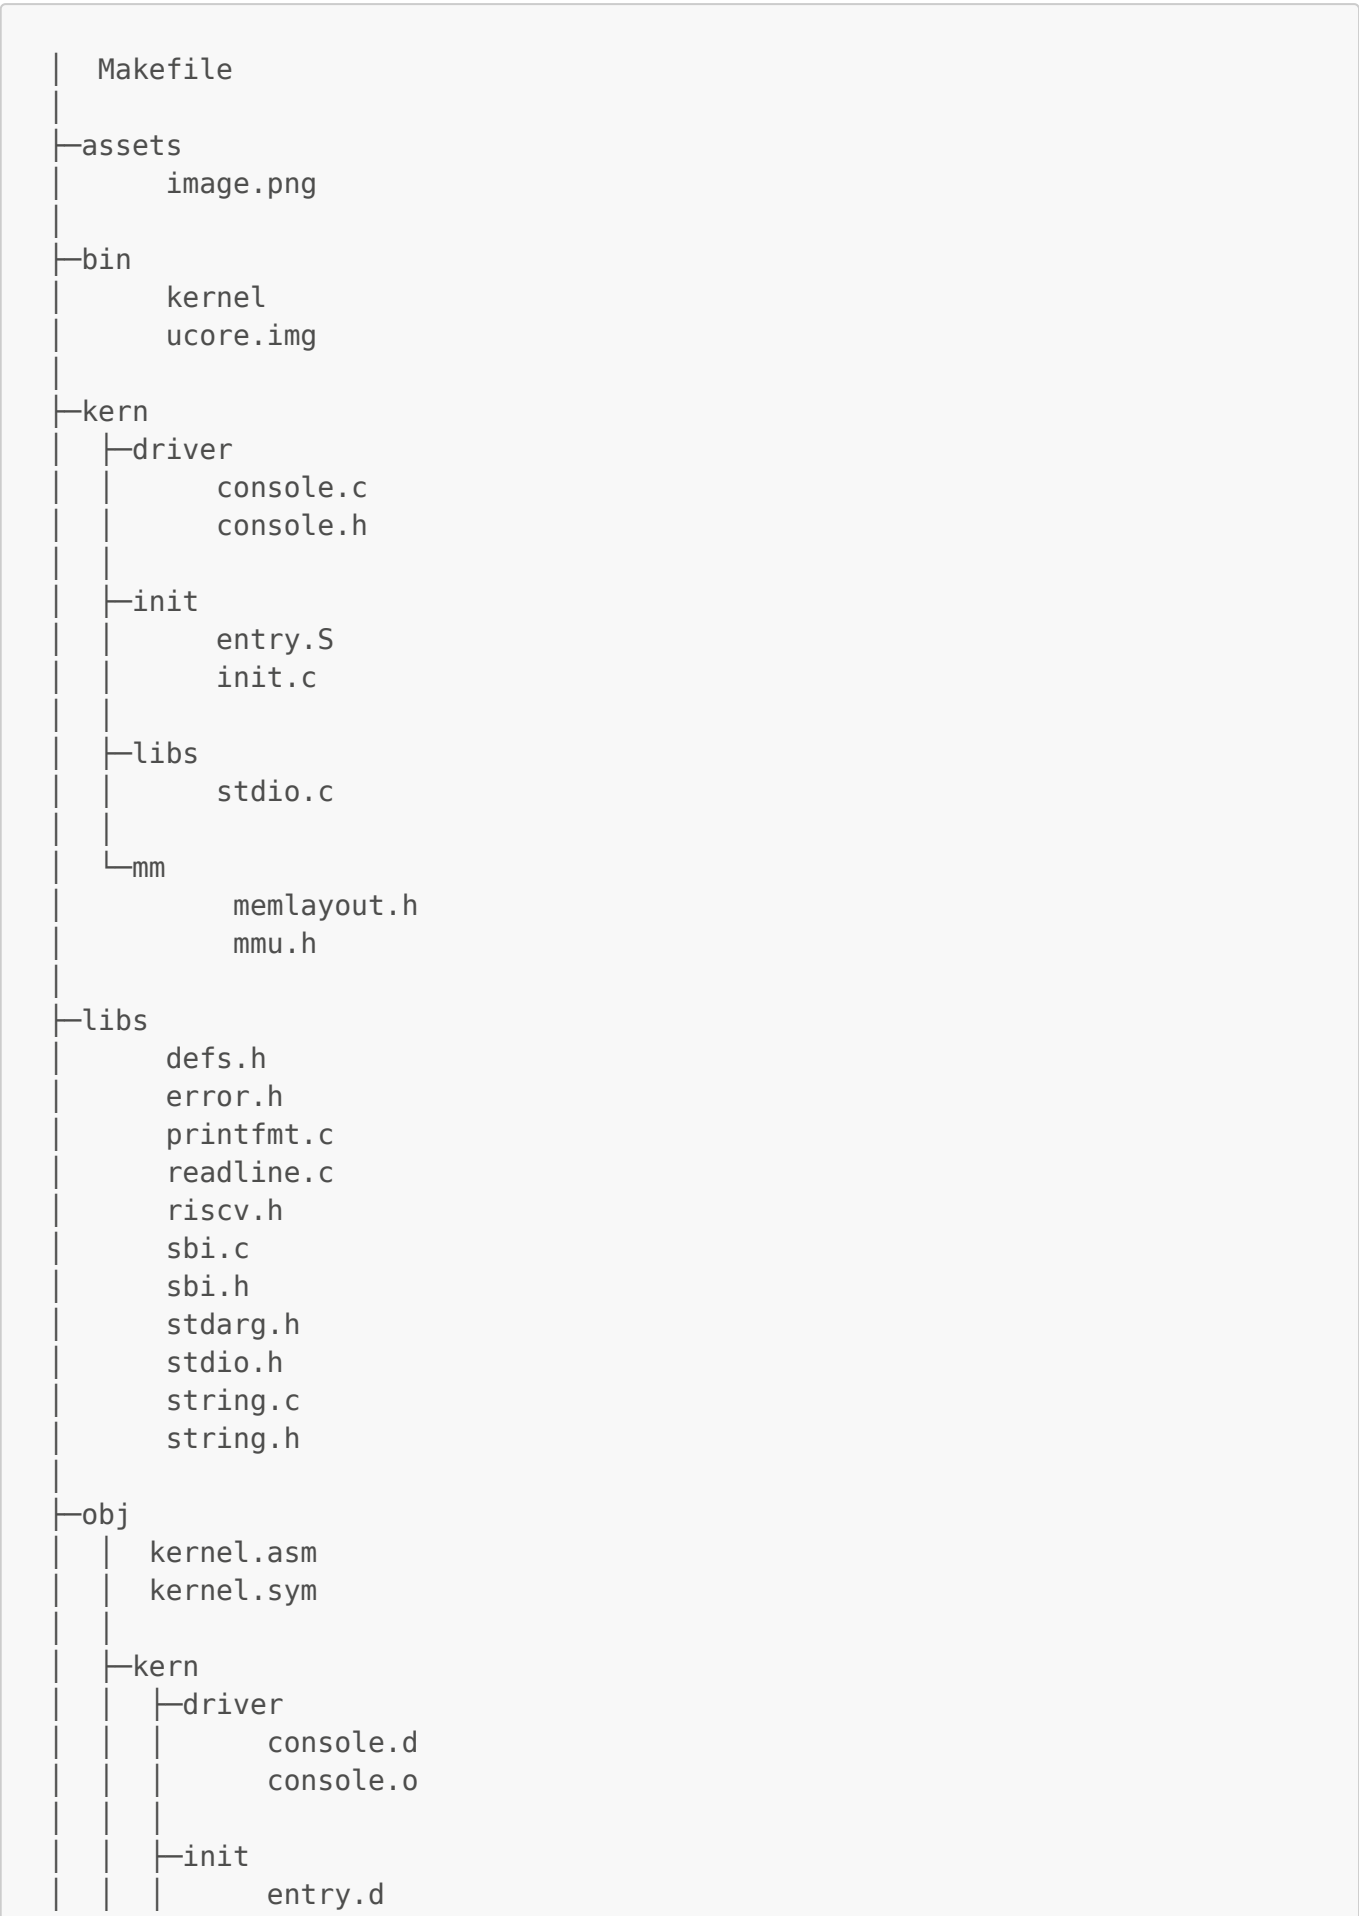 │  Makefile
│
├─assets
│      image.png
│
├─bin
│      kernel
│      ucore.img
│
├─kern
│  ├─driver
│  │      console.c
│  │      console.h
│  │
│  ├─init
│  │      entry.S
│  │      init.c
│  │
│  ├─libs
│  │      stdio.c
│  │
│  └─mm
│          memlayout.h
│          mmu.h
│
├─libs
│      defs.h
│      error.h
│      printfmt.c
│      readline.c
│      riscv.h
│      sbi.c
│      sbi.h
│      stdarg.h
│      stdio.h
│      string.c
│      string.h
│
├─obj
│  │  kernel.asm
│  │  kernel.sym
│  │
│  ├─kern
│  │  ├─driver
│  │  │      console.d
│  │  │      console.o
│  │  │
│  │  ├─init
│  │  │      entry.d